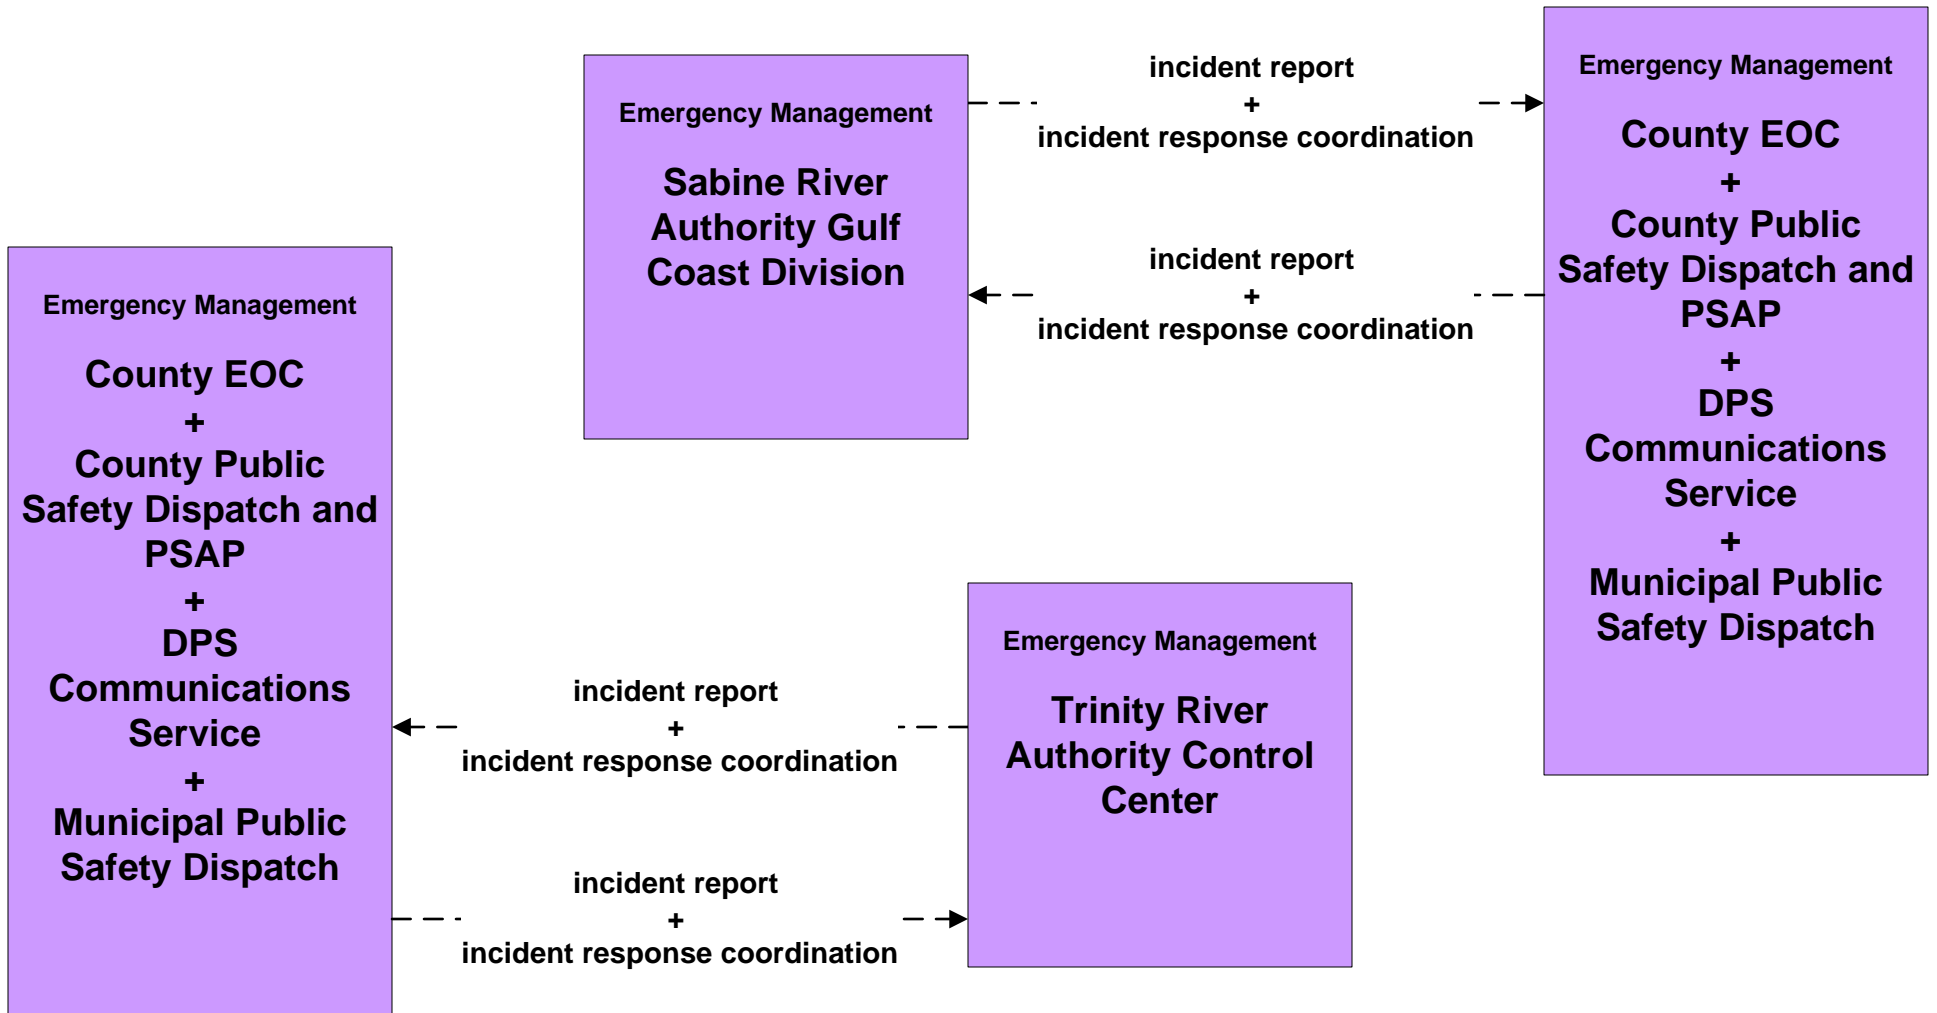 Emergency Management
Sabine River
Authority Gulf
Coast Division
incident report
+
incident response coordination
incident report
+
incident response coordination
Emergency Management
County EOC
+
County Public
Safety Dispatch and
PSAP
+
DPS
Communications
Service
+
Municipal Public
Safety Dispatch
Emergency Management
County EOC
+
County Public
Safety Dispatch and
PSAP
+
DPS
Communications
Service
+
Municipal Public
Safety Dispatch
incident report
+
incident response coordination
incident report
+
incident response coordination
Emergency Management
Trinity River
Authority Control
Center